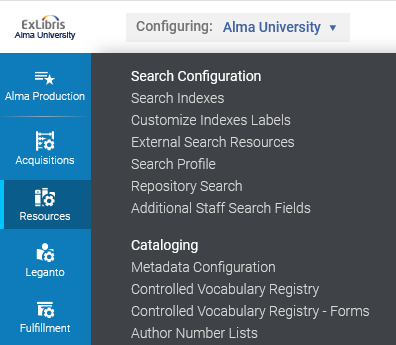 ExLibris
Alma University
Configuring: Alma University
Alma Production
Acquisitions
Resources
Leganto
Fulfillment
Search Configuration
Search Indexes
Customize Indexes Labels
External Search Resources
Search Profile
Repository Search
Additional Staff Search Fields
Cataloging
Metadata Configuration
Controlled Vocabulary Registry
Controlled Vocabulary Registry - Forms
Author Number Lists